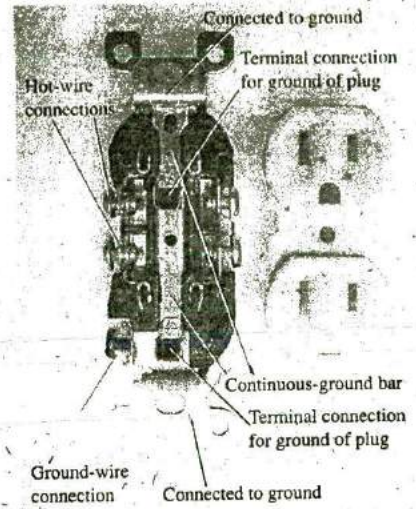 Connected to ground
Terminal connection
for ground of plug
Hot-wire
connections
Continuous-ground bar
Terminal connection
for ground of plug
Ground-wire
connection
Connected to ground